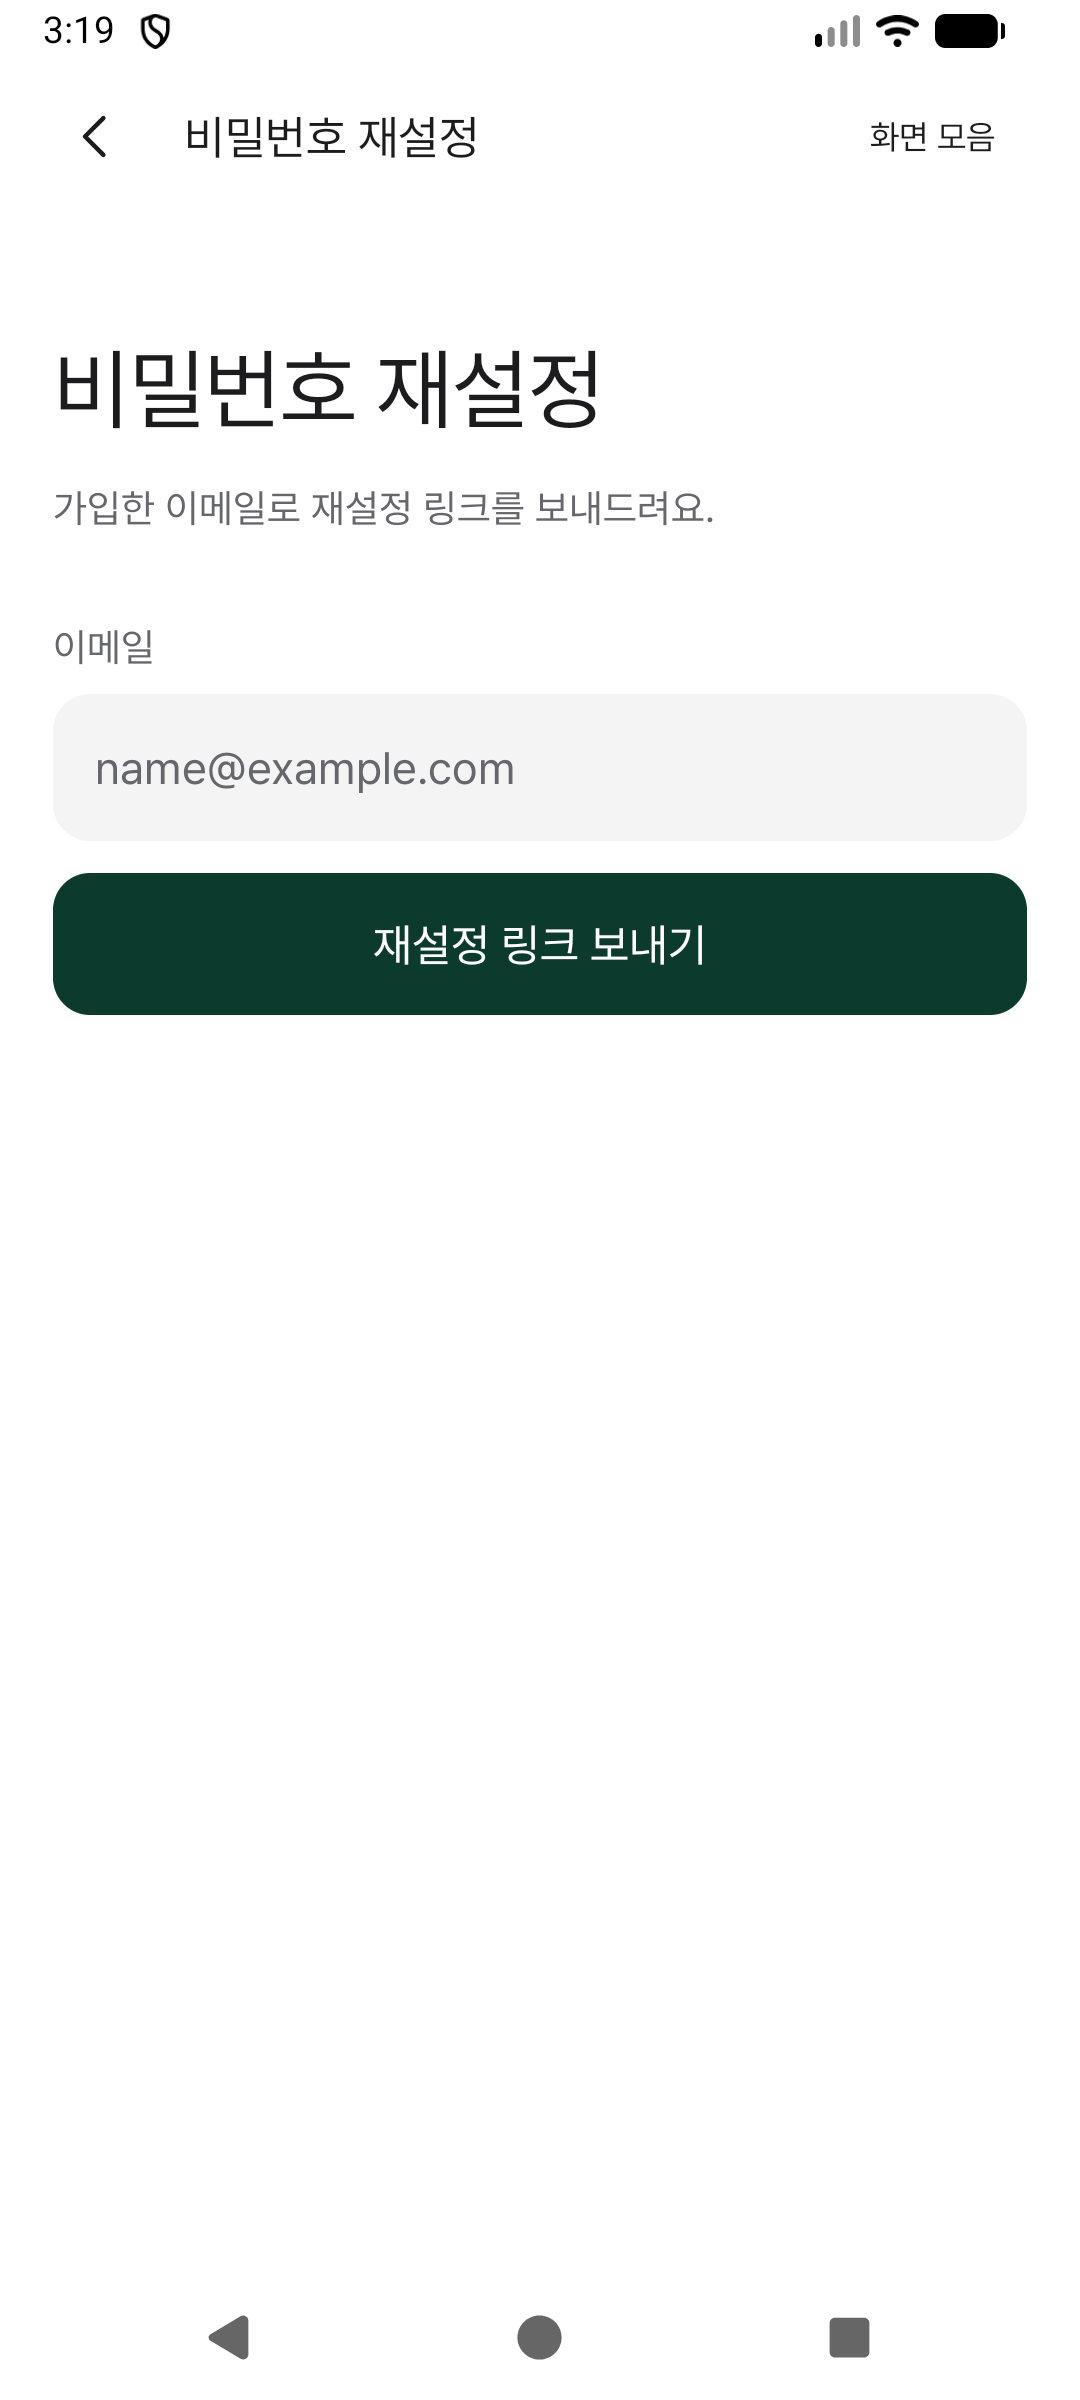 3:19
비밀번호 재설정
화면 모음
비밀번호 재설정
가입한 이메일로 재설정 링크를 보내드려요.
이메일
name@example.com
재설정 링크 보내기